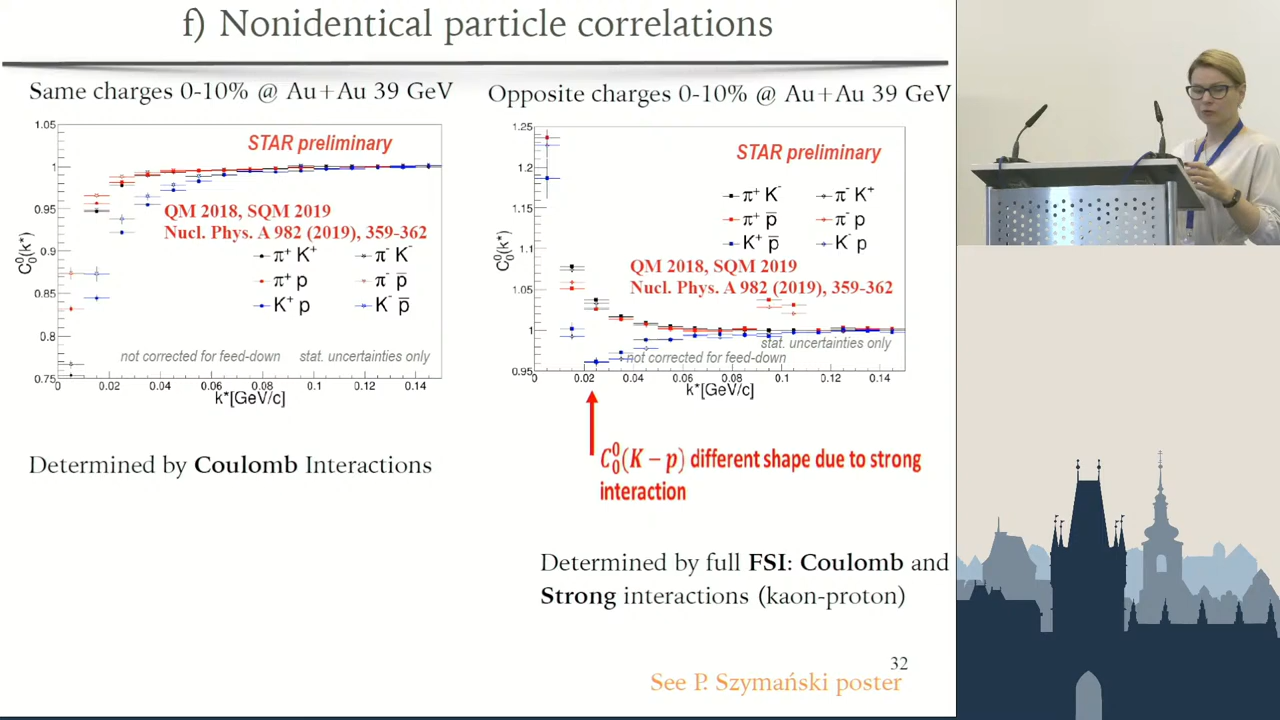 f) Nonidentical particle correlations
Same charges 0-10% @ Au+Au 39 GeV
1.05
1
0.95
0.9
0.85
0.8
0.75
C₀⁰(k*)
STAR preliminary
QM 2018, SQM 2019
Nucl. Phys. A 982 (2019), 359-362
π⁺ K⁺
π⁻ K⁻
π⁺ p
π⁻ p̅
K⁺ p
K⁻ p̅
not corrected for feed-down
stat. uncertainties only
0 0.02 0.04 0.06 0.08 0.1 0.12 0.14
k*[GeV/c]
Determined by Coulomb Interactions
Opposite charges 0-10% @ Au+Au 39 GeV
1.25
1.2
1.15
1.1
1.05
1
0.95
C₀⁰(k*)
STAR preliminary
π⁺ K⁻
π⁻ K⁺
π⁺ p̅
π⁻ p
K⁺ p̅
K⁻ p
QM 2018, SQM 2019
Nucl. Phys. A 982 (2019), 359-362
stat. uncertainties only
not corrected for feed-down
0 0.02 0.04 0.06 0.08 0.1 0.12 0.14
k*[GeV/c]
C₀⁰(K − p) different shape due to strong
interaction
Determined by full FSI: Coulomb and
Strong interactions (kaon-proton)
32
See P. Szymański poster